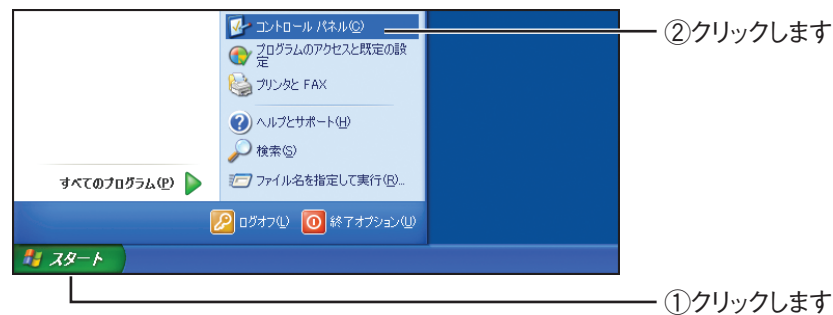 コントロール パネル(C)
②クリックします
プログラムのアクセスと既定の設
定
プリンタと FAX
ヘルプとサポート(H)
検索(S)
すべてのプログラム(P)
ファイル名を指定して実行(R)...
ログオフ(L)
終了オプション(U)
スタート
①クリックします